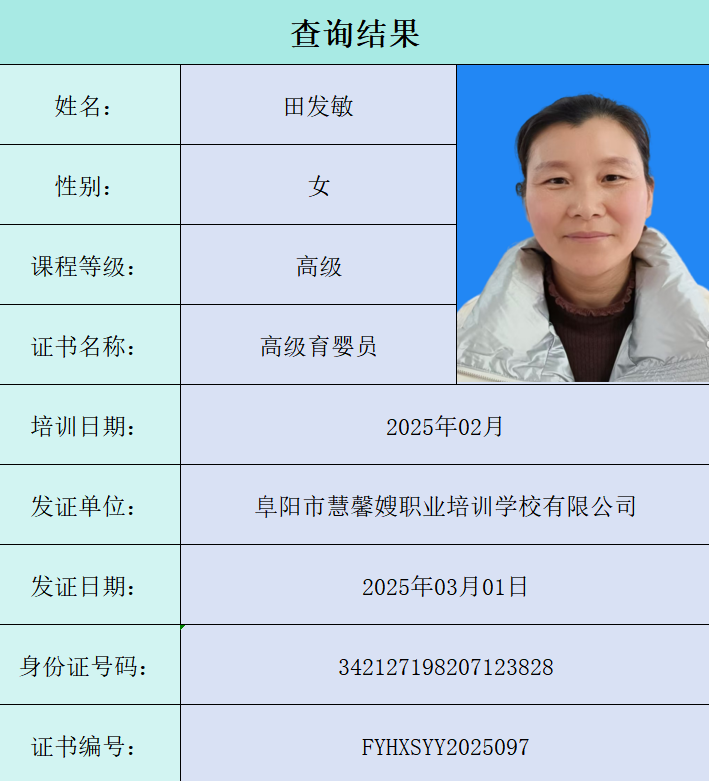 查询结果
姓名： 田发敏
性别： 女
课程等级： 高级
证书名称： 高级育婴员
培训日期： 2025年02月
发证单位： 阜阳市慧馨嫂职业培训学校有限公司
发证日期： 2025年03月01日
身份证号码： 342127198207123828
证书编号： FYHXSYY2025097